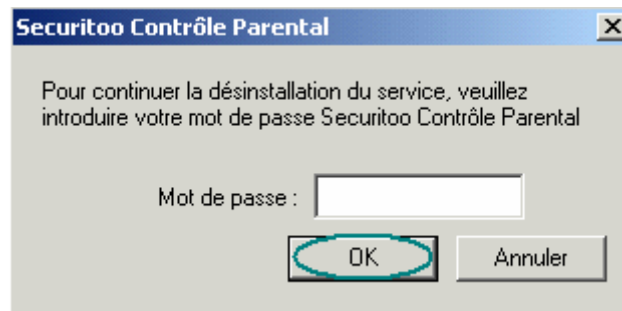 Securitoo Contrôle Parental
Pour continuer la désinstallation du service, veuillez
introduire votre mot de passe Securitoo Contrôle Parental
Mot de passe :
OK Annuler